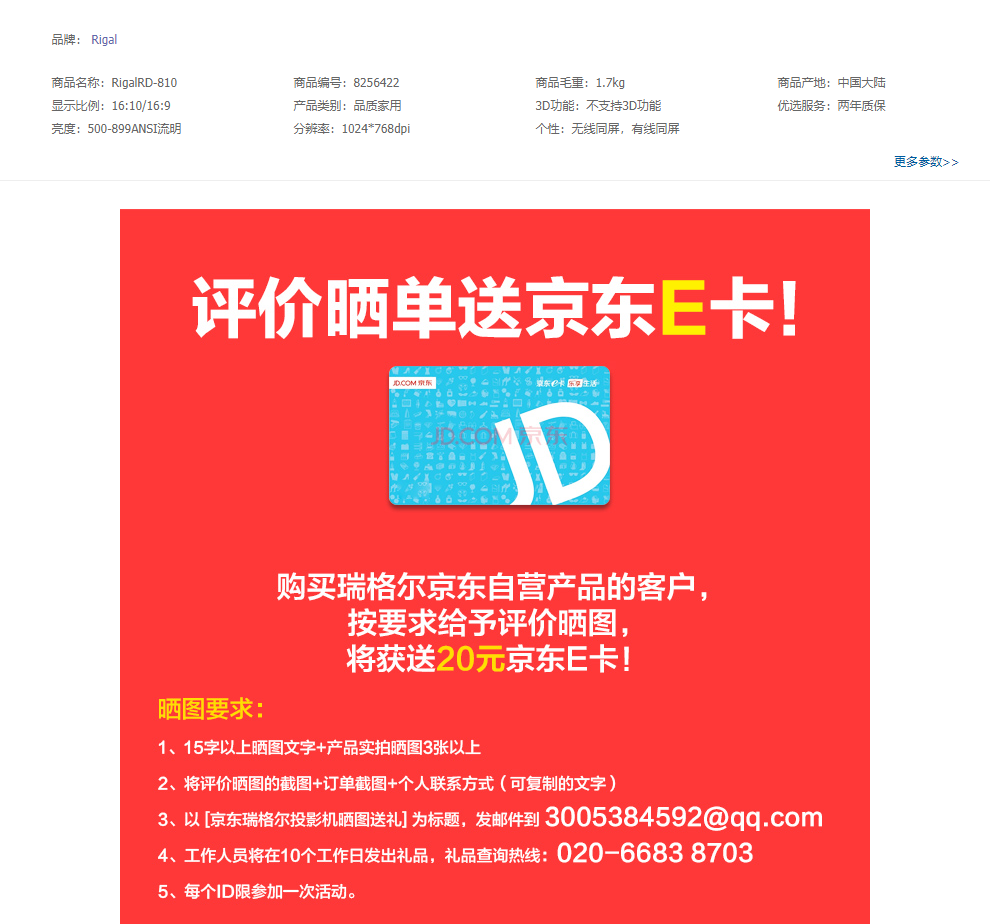 品牌： Rigal
商品名称：RigalRD-810 商品编号：8256422 商品毛重：1.7kg 商品产地：中国大陆
显示比例：16:10/16:9 产品类别：品质家用 3D功能：不支持3D功能 优选服务：两年质保
亮度：500-899ANSI流明 分辨率：1024*768dpi 个性：无线同屏，有线同屏
更多参数>>
评价晒单送京东E卡！
JD.COM 京东 京东e卡 乐享生活
JD.COM 京东
JD
购买瑞格尔京东自营产品的客户，
按要求给予评价晒图，
将获送20元京东E卡！
晒图要求：
1、15字以上晒图文字+产品实拍晒图3张以上
2、将评价晒图的截图+订单截图+个人联系方式（可复制的文字）
3、以 [京东瑞格尔投影机晒图送礼] 为标题，发邮件到 3005384592@qq.com
4、工作人员将在10个工作日发出礼品，礼品查询热线：020-6683 8703
5、每个ID限参加一次活动。